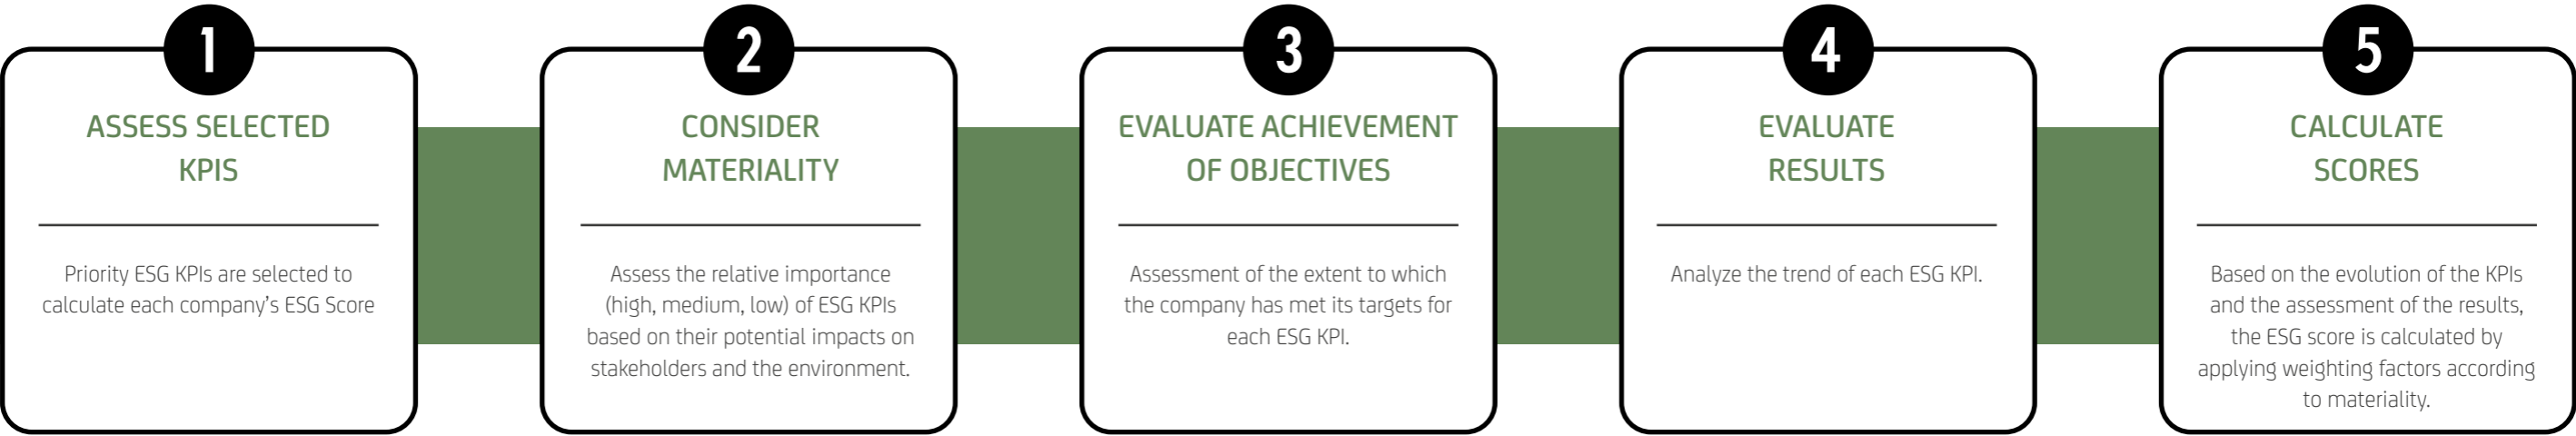 1
ASSESS SELECTED
KPIS
Priority ESG KPIs are selected to
calculate each company's ESG Score
2
CONSIDER
MATERIALITY
Assess the relative importance
(high, medium, low) of ESG KPIs
based on their potential impacts on
stakeholders and the environment.
3
EVALUATE ACHIEVEMENT
OF OBJECTIVES
Assessment of the extent to which
the company has met its targets for
each ESG KPI.
4
EVALUATE
RESULTS
Analyze the trend of each ESG KPI.
5
CALCULATE
SCORES
Based on the evolution of the KPIs
and the assessment of the results,
the ESG score is calculated by
applying weighting factors according
to materiality.